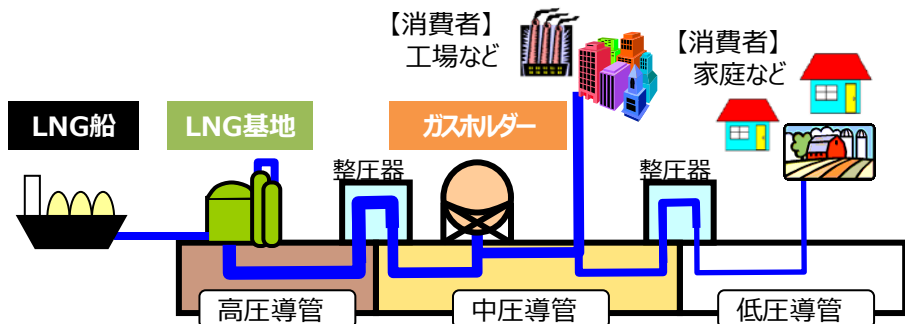 【消費者】
工場など
【消費者】
家庭など
LNG船
LNG基地
ガスホルダー
整圧器
整圧器
高圧導管
中圧導管
低圧導管